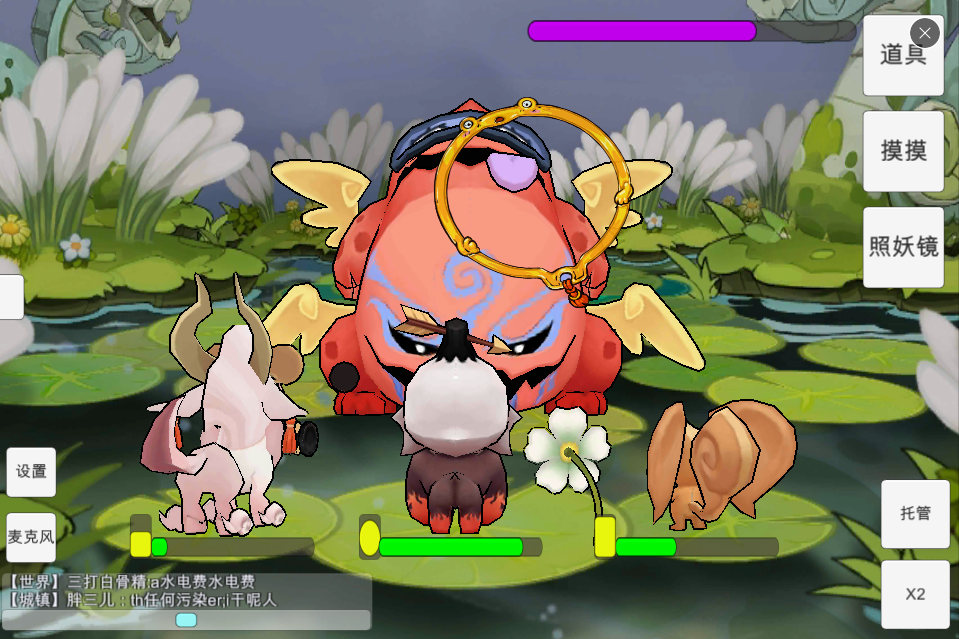 道具
摸摸
照妖镜
设置
麦克风
托管
X2
【世界】三打白骨精:a水电费水电费
【城镇】胖三儿：th任何污染erji干呢人